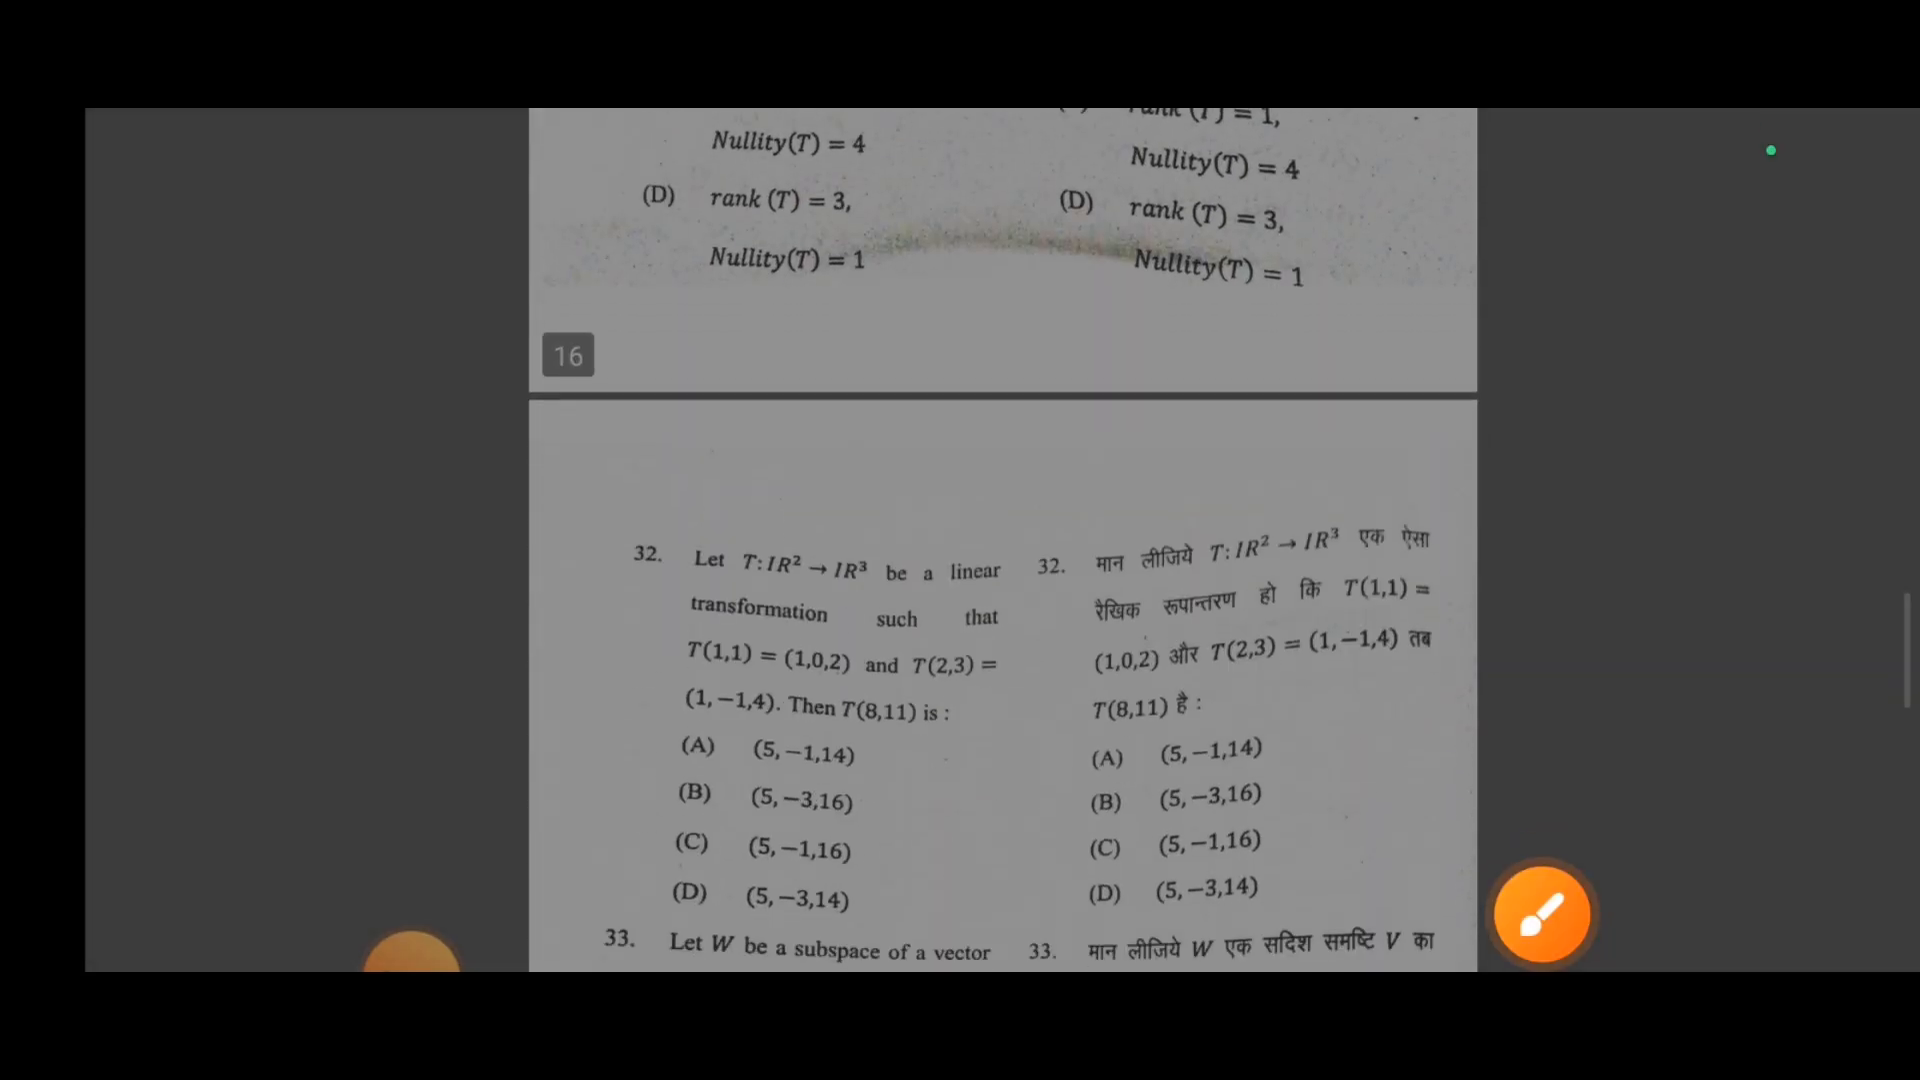 Nullity(T) = 4
(D) rank (T) = 3,
Nullity(T) = 1
rank (T) = 1,
Nullity(T) = 4
(D) rank (T) = 3,
Nullity(T) = 1
16
32. Let T: IR² → IR³ be a linear
transformation such that
T(1,1) = (1,0,2) and T(2,3) =
(1, −1,4). Then T(8,11) is :
(A) (5, −1,14)
(B) (5, −3,16)
(C) (5, −1,16)
(D) (5, −3,14)
33. Let W be a subspace of a vector
32. मान लीजिये T: IR² → IR³ एक ऐसा
रैखिक रूपान्तरण हो कि T(1,1) =
(1,0,2) और T(2,3) = (1, −1,4) तब
T(8,11) है :
(A) (5, −1,14)
(B) (5, −3,16)
(C) (5, −1,16)
(D) (5, −3,14)
33. मान लीजिये W एक सदिश समष्टि V का